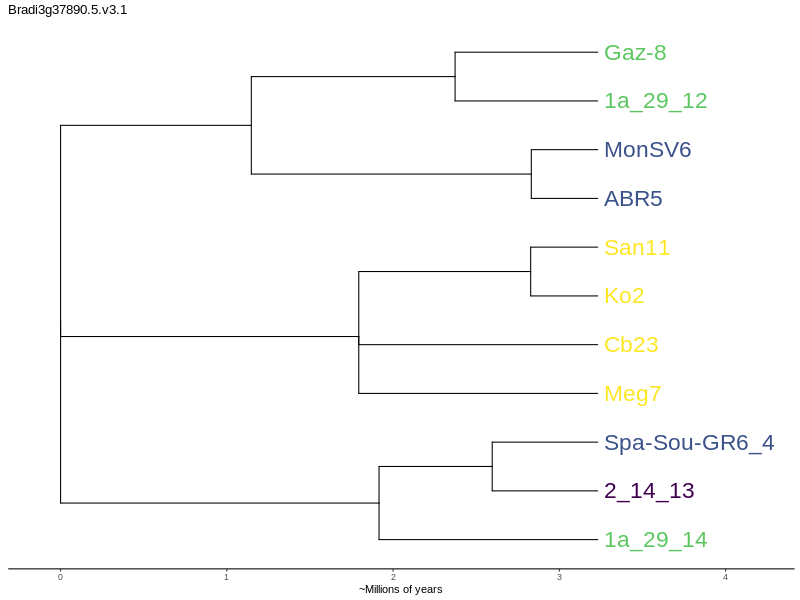 Bradi3g37890.5.v3.1
Gaz-8
1a_29_12
MonSV6
ABR5
San11
Ko2
Cb23
Meg7
Spa-Sou-GR6_4
2_14_13
1a_29_14
0 1 2 3 4
~Millions of years